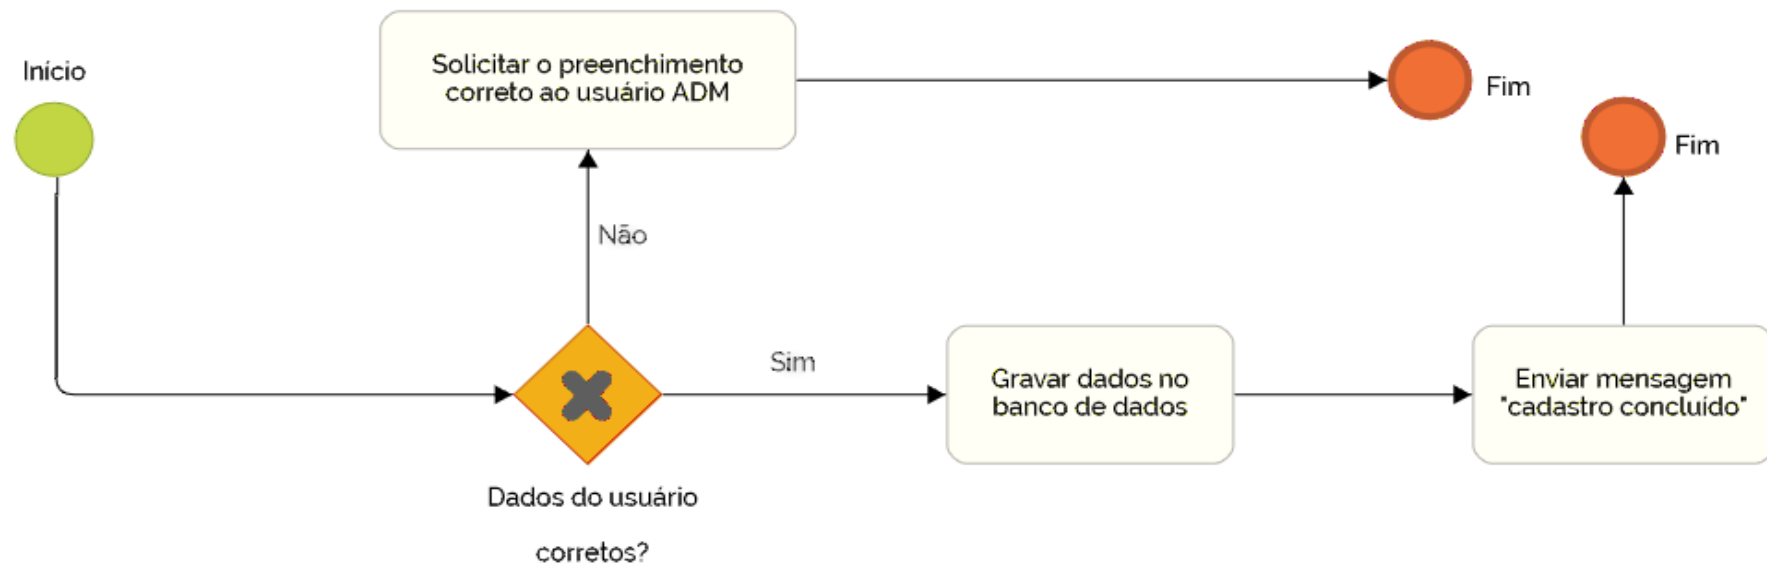 Início
Solicitar o preenchimento
correto ao usuário ADM
Fim
Fim
Não
Sim
Gravar dados no
banco de dados
Enviar mensagem
"cadastro concluído"
Dados do usuário
corretos?